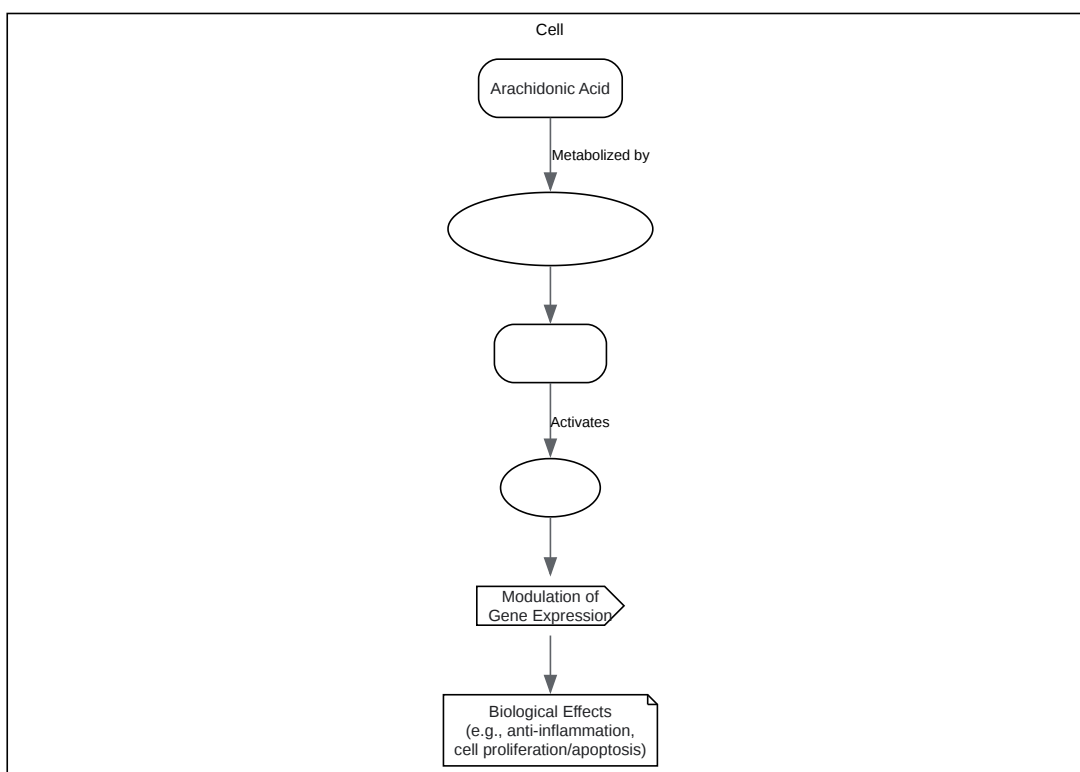 Cell
Arachidonic Acid
Metabolized by
Activates
Modulation of
Gene Expression
Biological Effects
(e.g., anti-inflammation,
cell proliferation/apoptosis)